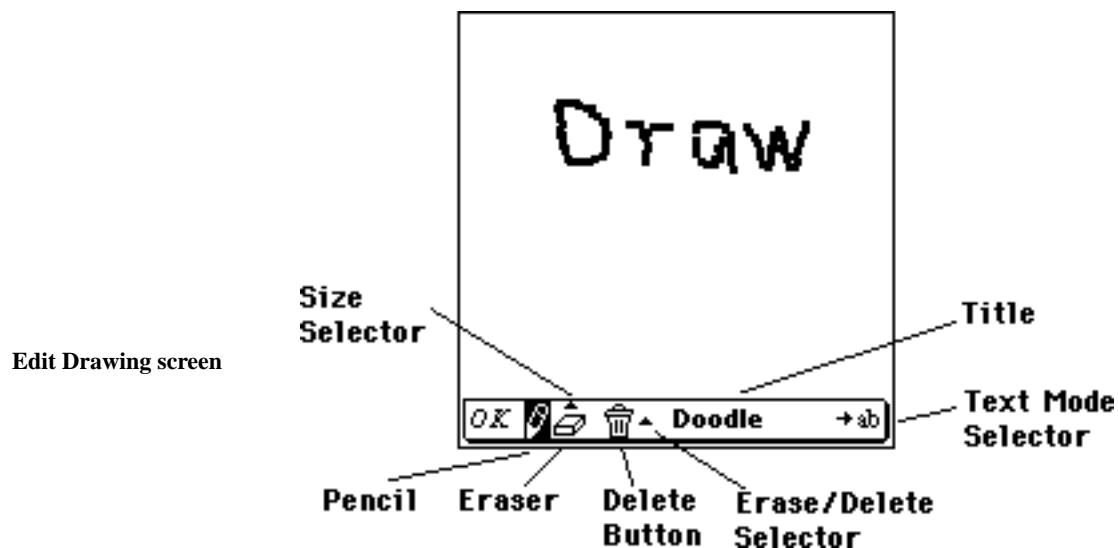 Draw
Size
Selector
Title
Edit Drawing screen
OK Doodle →ab
Text Mode
Selector
Pencil Eraser Delete
Button Erase/Delete
Selector